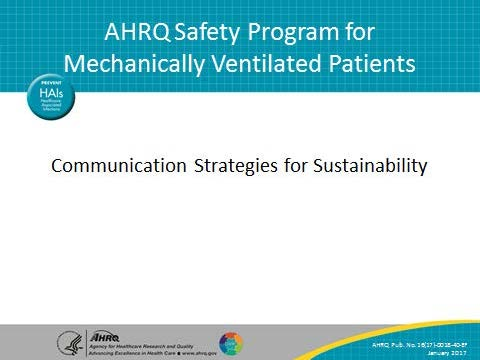 AHRQ Safety Program for
Mechanically Ventilated Patients
PREVENT
HAIs
Healthcare
Associated
Infections
Communication Strategies for Sustainability
AHRQ
Agency for Healthcare Research and Quality
Advancing Excellence in Health Care www.ahrq.gov
AHRQ Pub. No. 16(17)-0018-40-EF
January 2017